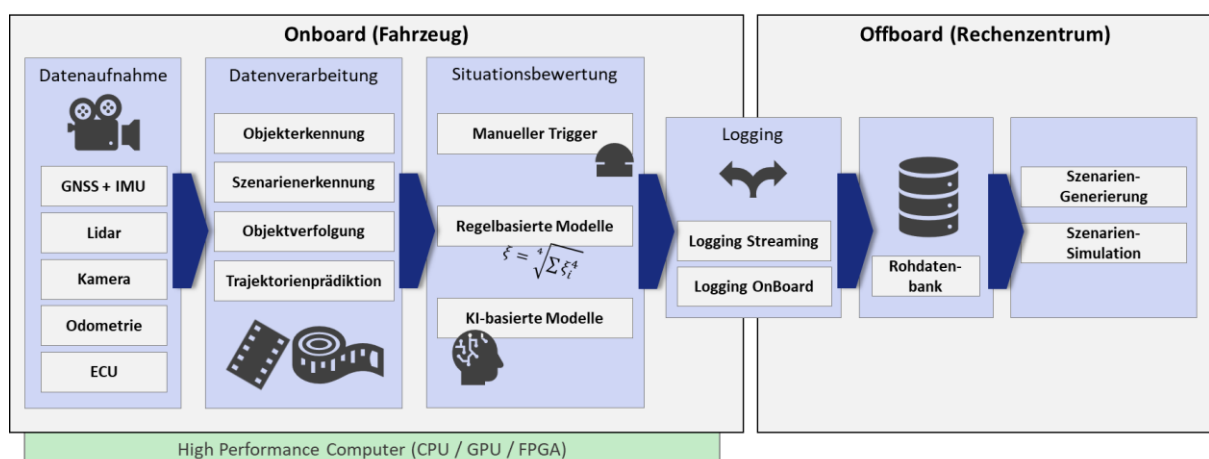 Onboard (Fahrzeug)
Offboard (Rechenzentrum)
Datenaufnahme
GNSS + IMU
Lidar
Kamera
Odometrie
ECU
Datenverarbeitung
Objekterkennung
Szenarienerkennung
Objektverfolgung
Trajektorienprädiktion
Situationsbewertung
Manueller Trigger
Regelbasierte Modelle
ξ = ⁴√(Σ ξᵢ⁴)
KI-basierte Modelle
Logging
Logging Streaming
Logging OnBoard
Rohdaten-
bank
Szenarien-
Generierung
Szenarien-
Simulation
High Performance Computer (CPU / GPU / FPGA)